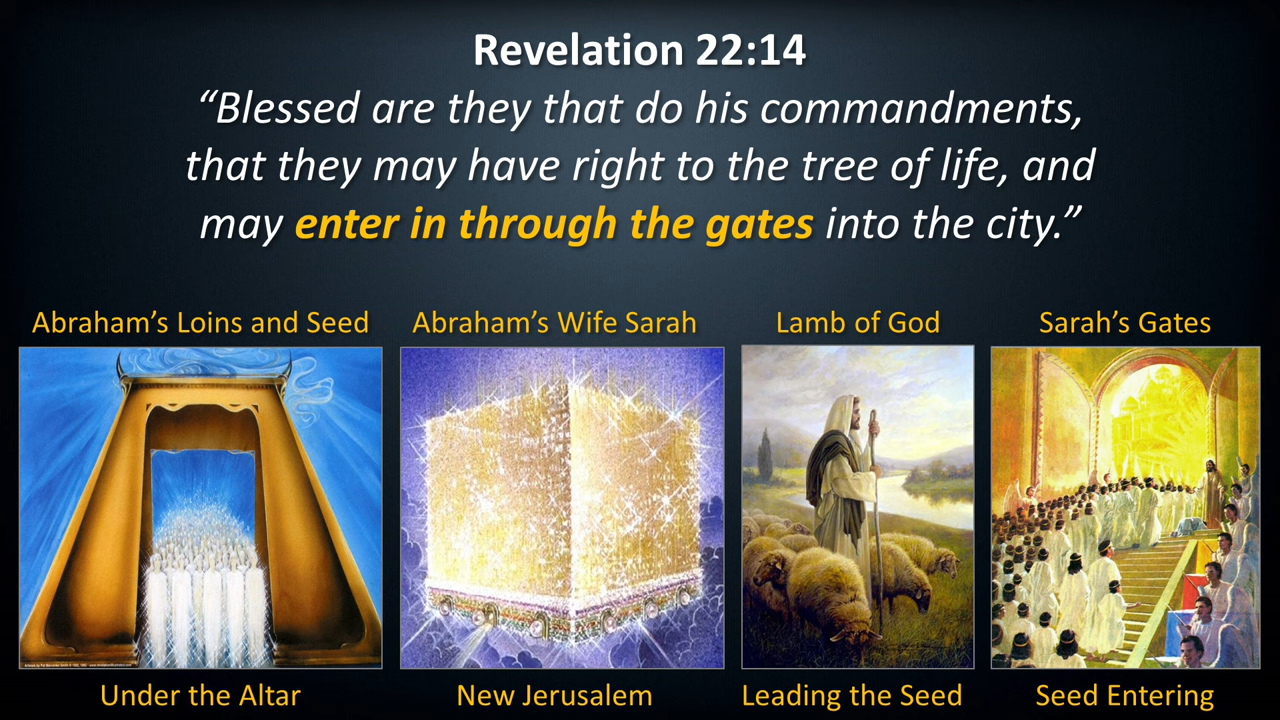 Revelation 22:14
“Blessed are they that do his commandments,
that they may have right to the tree of life, and
may enter in through the gates into the city.”
Abraham’s Loins and Seed
Abraham’s Wife Sarah
Lamb of God
Sarah’s Gates
Under the Altar
New Jerusalem
Leading the Seed
Seed Entering